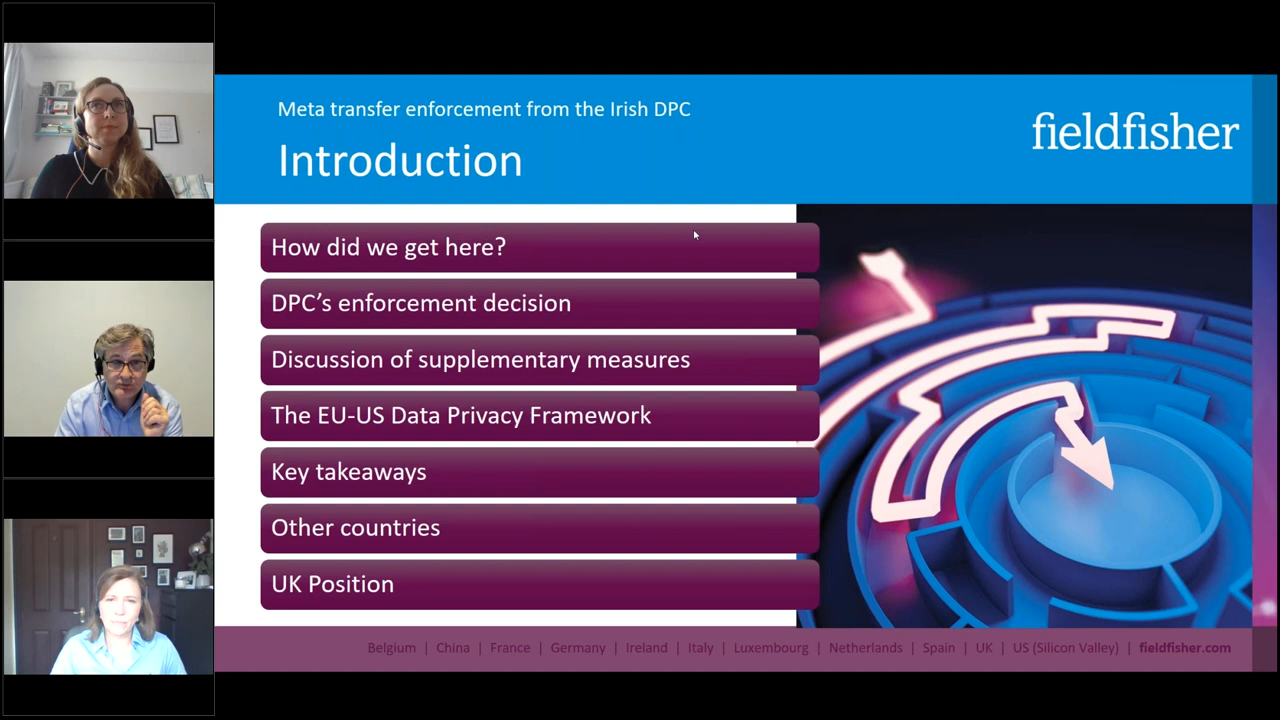 Meta transfer enforcement from the Irish DPC
Introduction
fieldfisher
How did we get here?
DPC’s enforcement decision
Discussion of supplementary measures
The EU-US Data Privacy Framework
Key takeaways
Other countries
UK Position
Belgium | China | France | Germany | Ireland | Italy | Luxembourg | Netherlands | Spain | UK | US (Silicon Valley) | fieldfisher.com